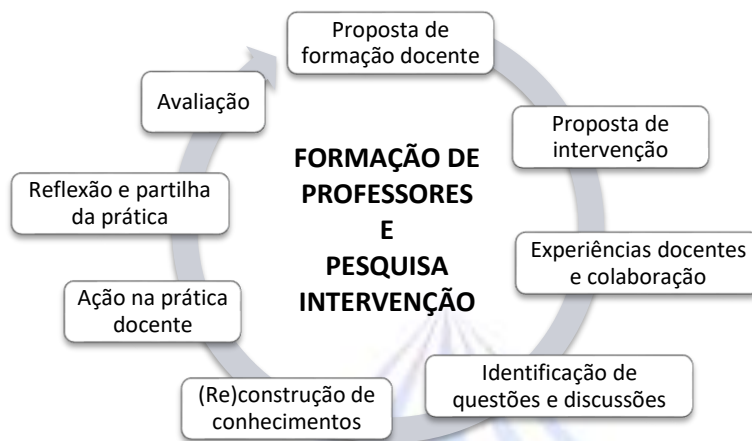 Proposta de
formação docente
Proposta de
intervenção
Experiências docentes
e colaboração
Identificação de
questões e discussões
(Re)construção de
conhecimentos
Ação na prática
docente
Reflexão e partilha
da prática
Avaliação
FORMAÇÃO DE
PROFESSORES
E
PESQUISA
INTERVENÇÃO